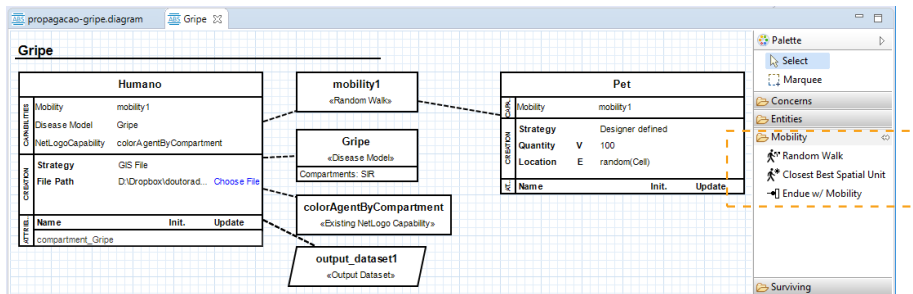 propagacao-gripe.diagram
Gripe
Gripe
Humano
CAPABILITIES
Mobility mobility1
Disease Model Gripe
NetLogoCapability colorAgentByCompartment
CREATION
Strategy GIS File
File Path D:\Dropbox\doutorad... Choose File
ATTRIB.
Name Init. Update
compartment_Gripe
mobility1
«Random Walk»
Gripe
«Disease Model»
Compartments: SIR
colorAgentByCompartment
«Existing NetLogo Capability»
output_dataset1
«Output Dataset»
Pet
CAPA.
Mobility mobility1
CREATION
Strategy Designer defined
Quantity V 100
Location E random(Cell)
AT.
Name Init. Update
Palette
Select
Marquee
Concerns
Entities
Mobility
Random Walk
Closest Best Spatial Unit
Endue w/ Mobility
Surviving